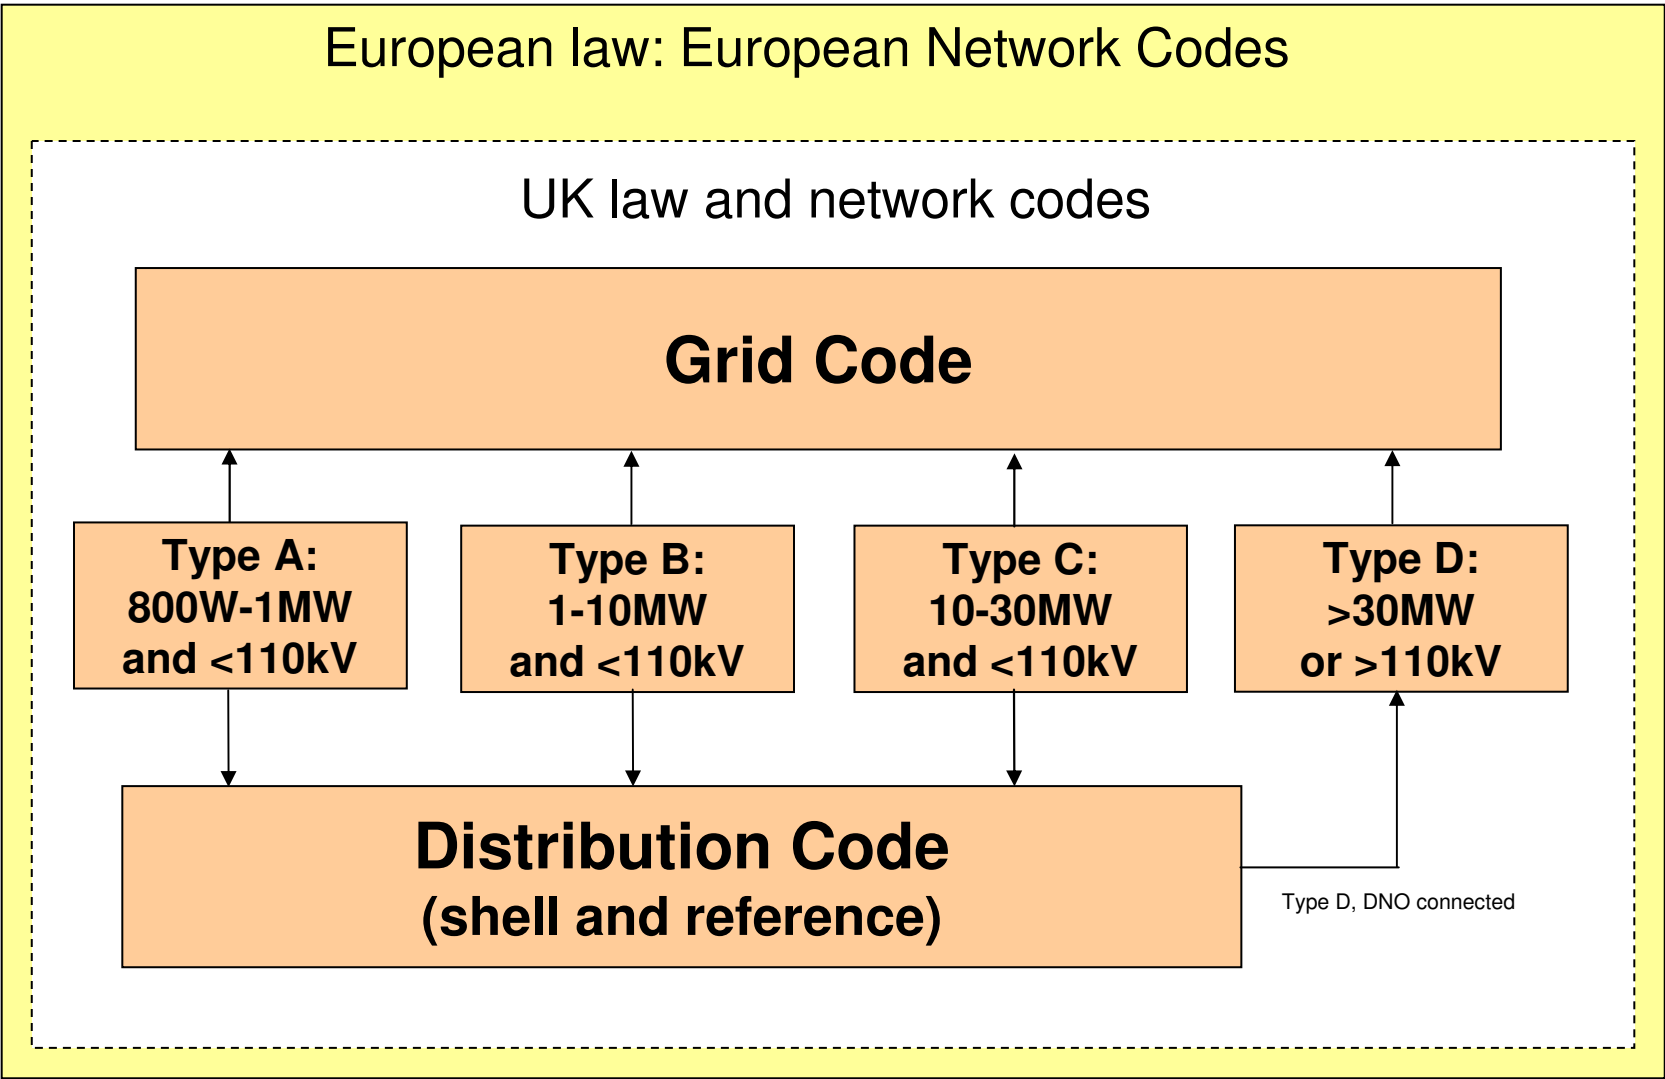 European law: European Network Codes
UK law and network codes
Grid Code
Type A:
800W-1MW
and <110kV
Type B:
1-10MW
and <110kV
Type C:
10-30MW
and <110kV
Type D:
>30MW
or >110kV
Distribution Code
(shell and reference)
Type D, DNO connected